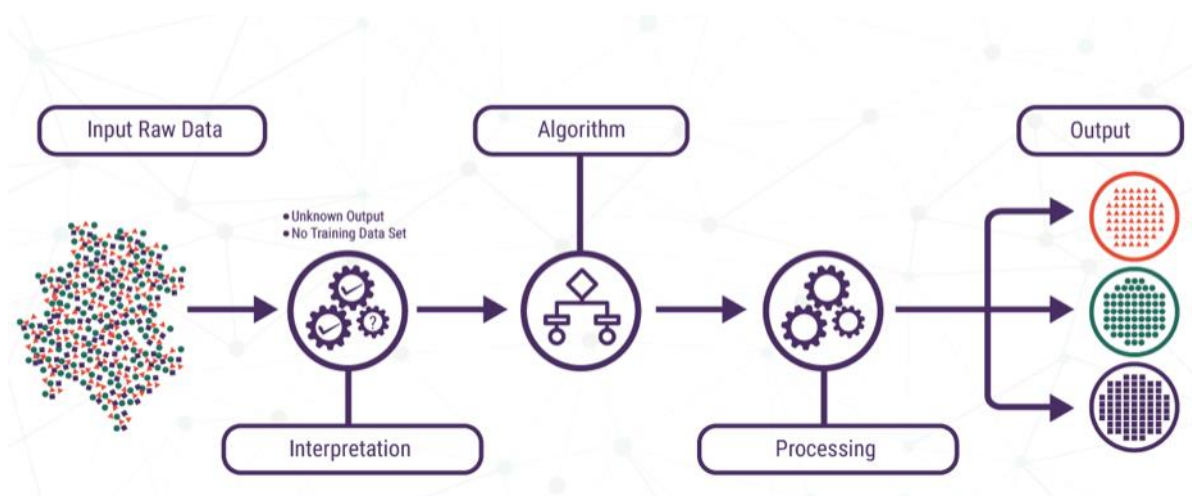 Input Raw Data
Algorithm
Output
• Unknown Output
• No Training Data Set
?
Interpretation
Processing